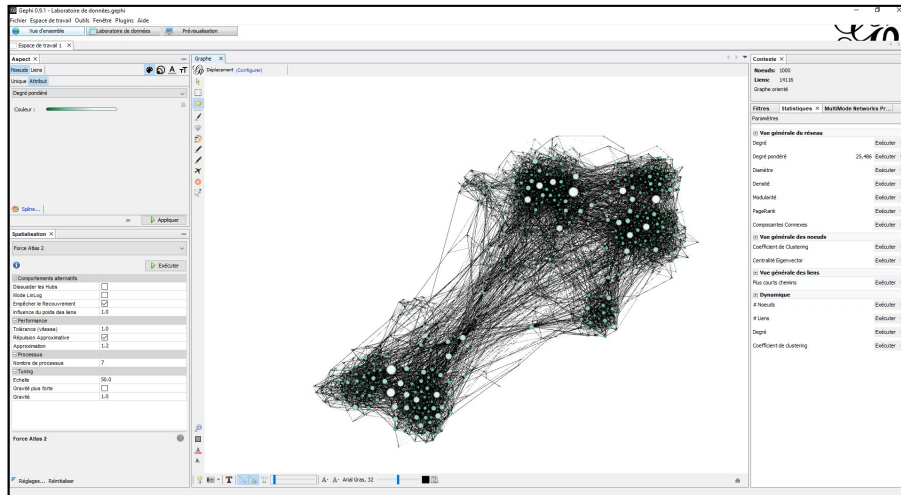 Gephi 0.9.1 - Laboratoire de données.gephi
Fichier Espace de travail Outils Fenêtre Plugins Aide
Vue d'ensemble Laboratoire de données Prévisualisation
Espace de travail 1 X
Aspect X
Noeuds Liens
Unique Attribut
Degré pondéré
Couleur :
Spline...
Appliquer
Spatialisation X
Force Atlas 2
Exécuter
Comportements alternatifs
Dissuader les Hubs
Mode LinLog
Empêcher le Recouvrement
Influence du poids des liens 1.0
Performance
Tolérance (vitesse) 1.0
Répulsion Approximative
Approximation 1.2
Processus
Nombre de processus 7
Tuning
Echelle 50.0
Gravité plus forte
Gravité 1.0
Force Atlas 2
Réglages... Réinitialiser
Graphe X
Déplacement (Configurer)
A- A- Arial Gras, 32
Contexte X
Noeuds: 1000
Liens: 14116
Graphe orienté
Filtres Statistiques X MultiMode Networks Pr...
Paramètres
Vue générale du réseau
Degré Exécuter
Degré pondéré 25,486 Exécuter
Diamètre Exécuter
Densité Exécuter
Modularité Exécuter
PageRank Exécuter
Composantes Connexes Exécuter
Vue générale des noeuds
Coefficient de Clustering Exécuter
Centralité Eigenvector Exécuter
Vue générale des liens
Plus courts chemins Exécuter
Dynamique
# Noeuds Exécuter
# Liens Exécuter
Degré Exécuter
Coefficient de clustering Exécuter